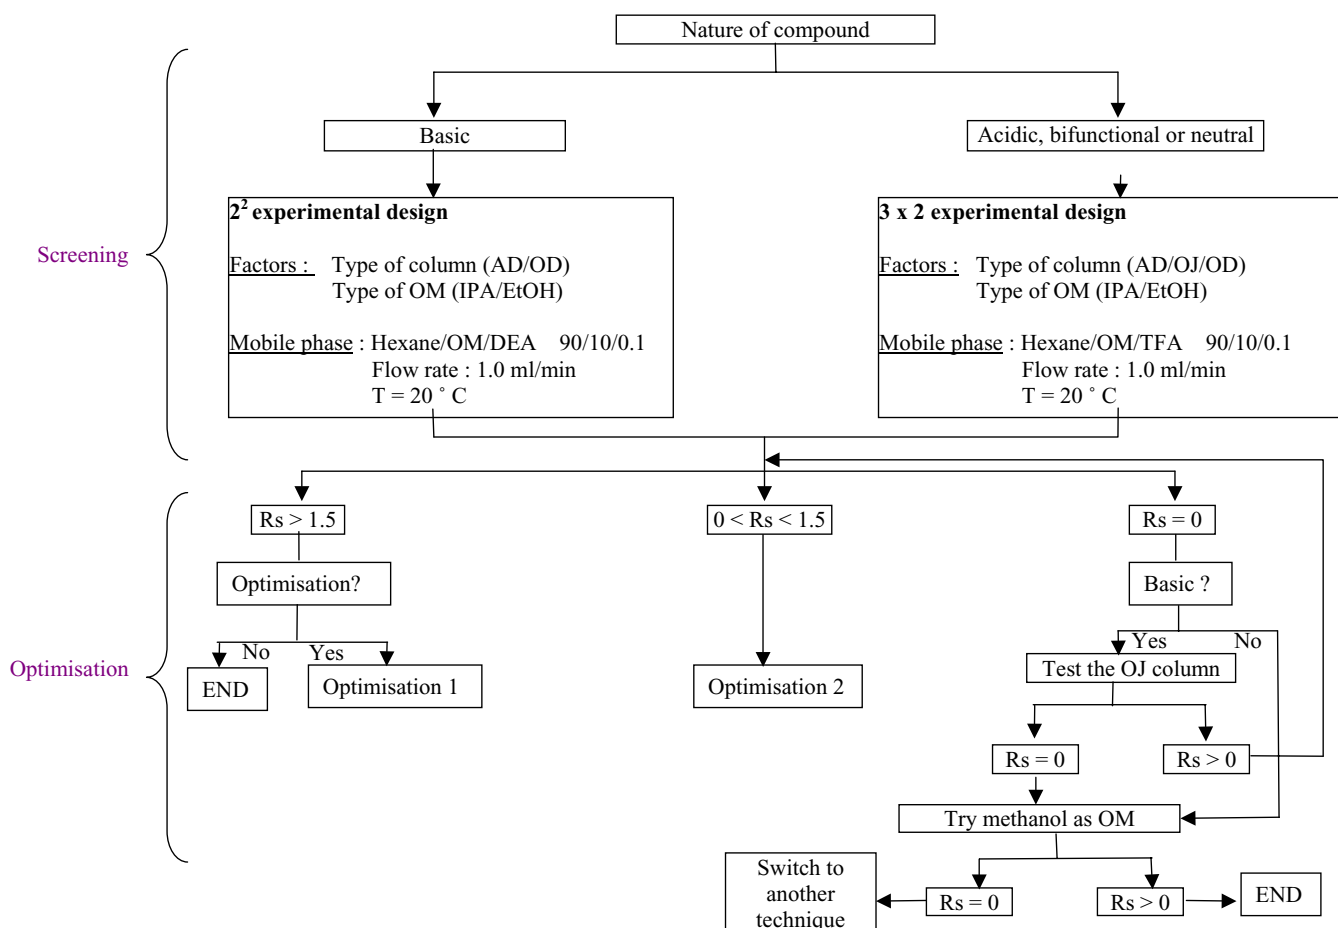 Nature of compound
Basic
Acidic, bifunctional or neutral
2² experimental design
Factors : Type of column (AD/OD)
Type of OM (IPA/EtOH)
Mobile phase : Hexane/OM/DEA 90/10/0.1
Flow rate : 1.0 ml/min
T = 20 ° C
3 x 2 experimental design
Factors : Type of column (AD/OJ/OD)
Type of OM (IPA/EtOH)
Mobile phase : Hexane/OM/TFA 90/10/0.1
Flow rate : 1.0 ml/min
T = 20 ° C
Screening
Rs > 1.5
0 < Rs < 1.5
Rs = 0
Optimisation?
Basic ?
No
Yes
Yes
No
Optimisation
END
Optimisation 1
Optimisation 2
Test the OJ column
Rs = 0
Rs > 0
Try methanol as OM
Switch to
another
technique
Rs = 0
Rs > 0
END